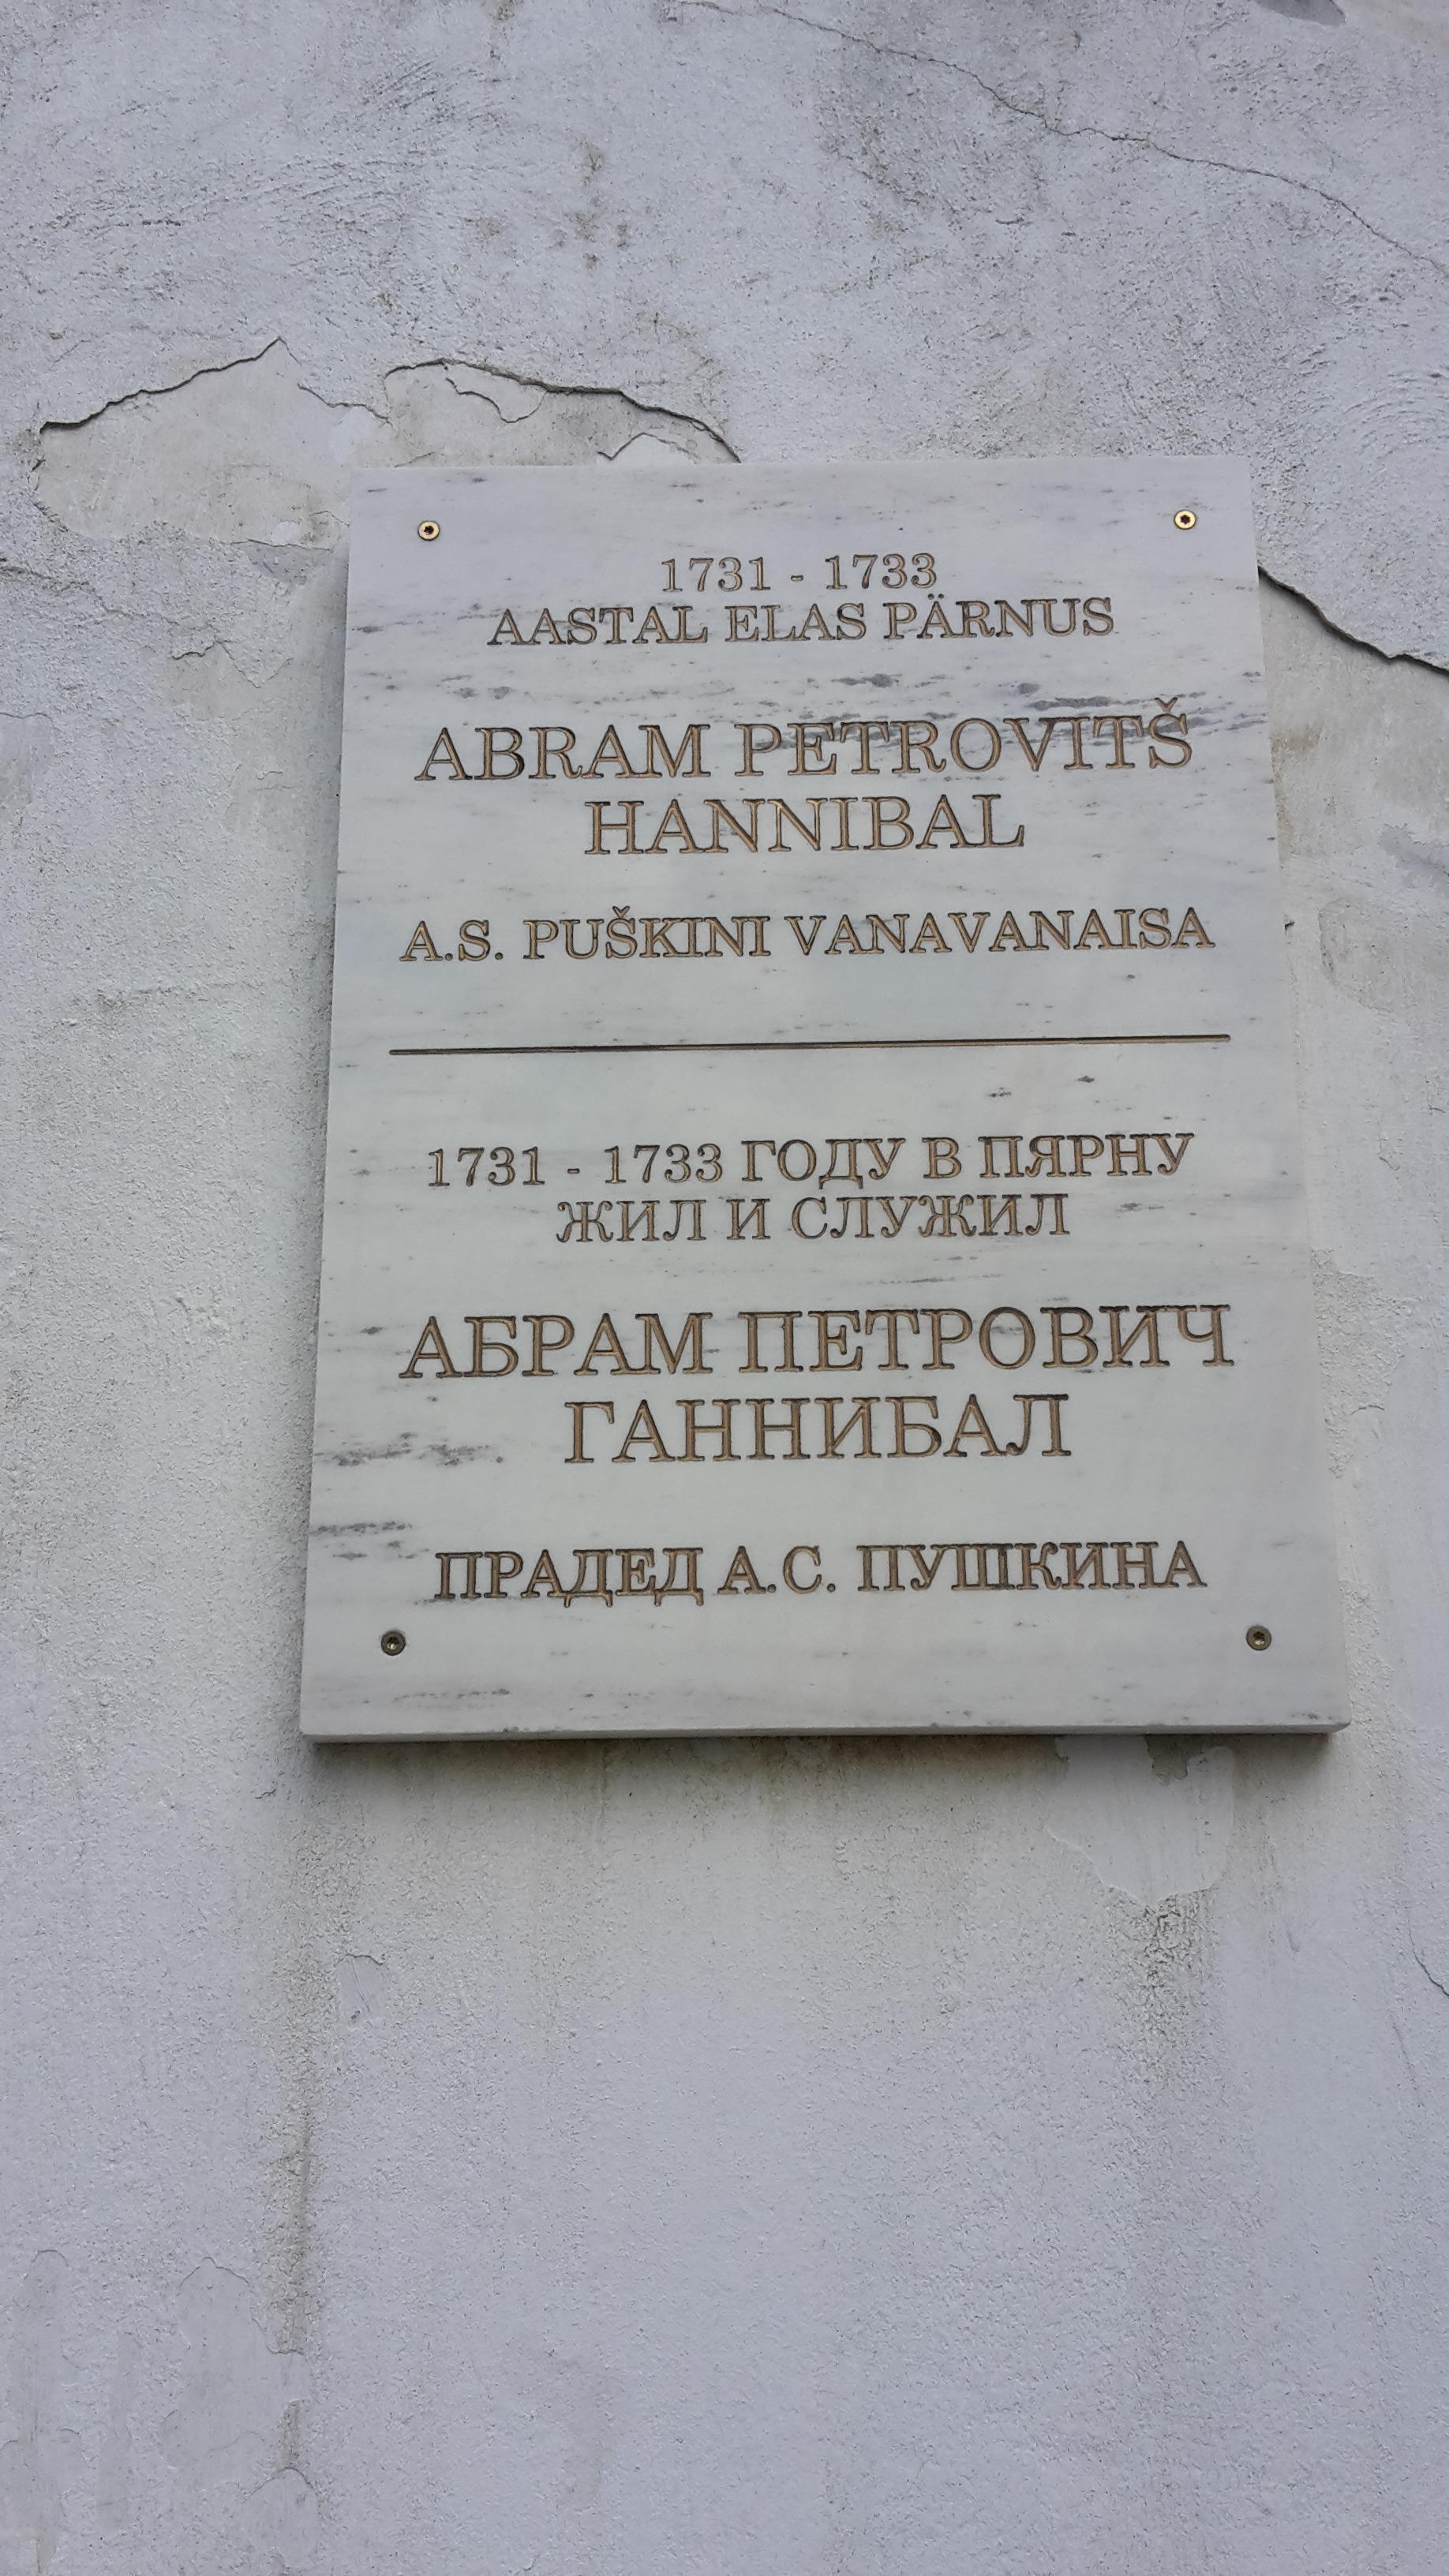 1731 - 1733
AASTAL ELAS PÄRNUS
ABRAM PETROVITŠ
HANNIBAL
A.S. PUŠKINI VANAVANAISA
1731 - 1733 ГОДУ В ПЯРНУ
ЖИЛ И СЛУЖИЛ
АБРАМ ПЕТРОВИЧ
ГАННИБАЛ
ПРАДЕД А.С. ПУШКИНА